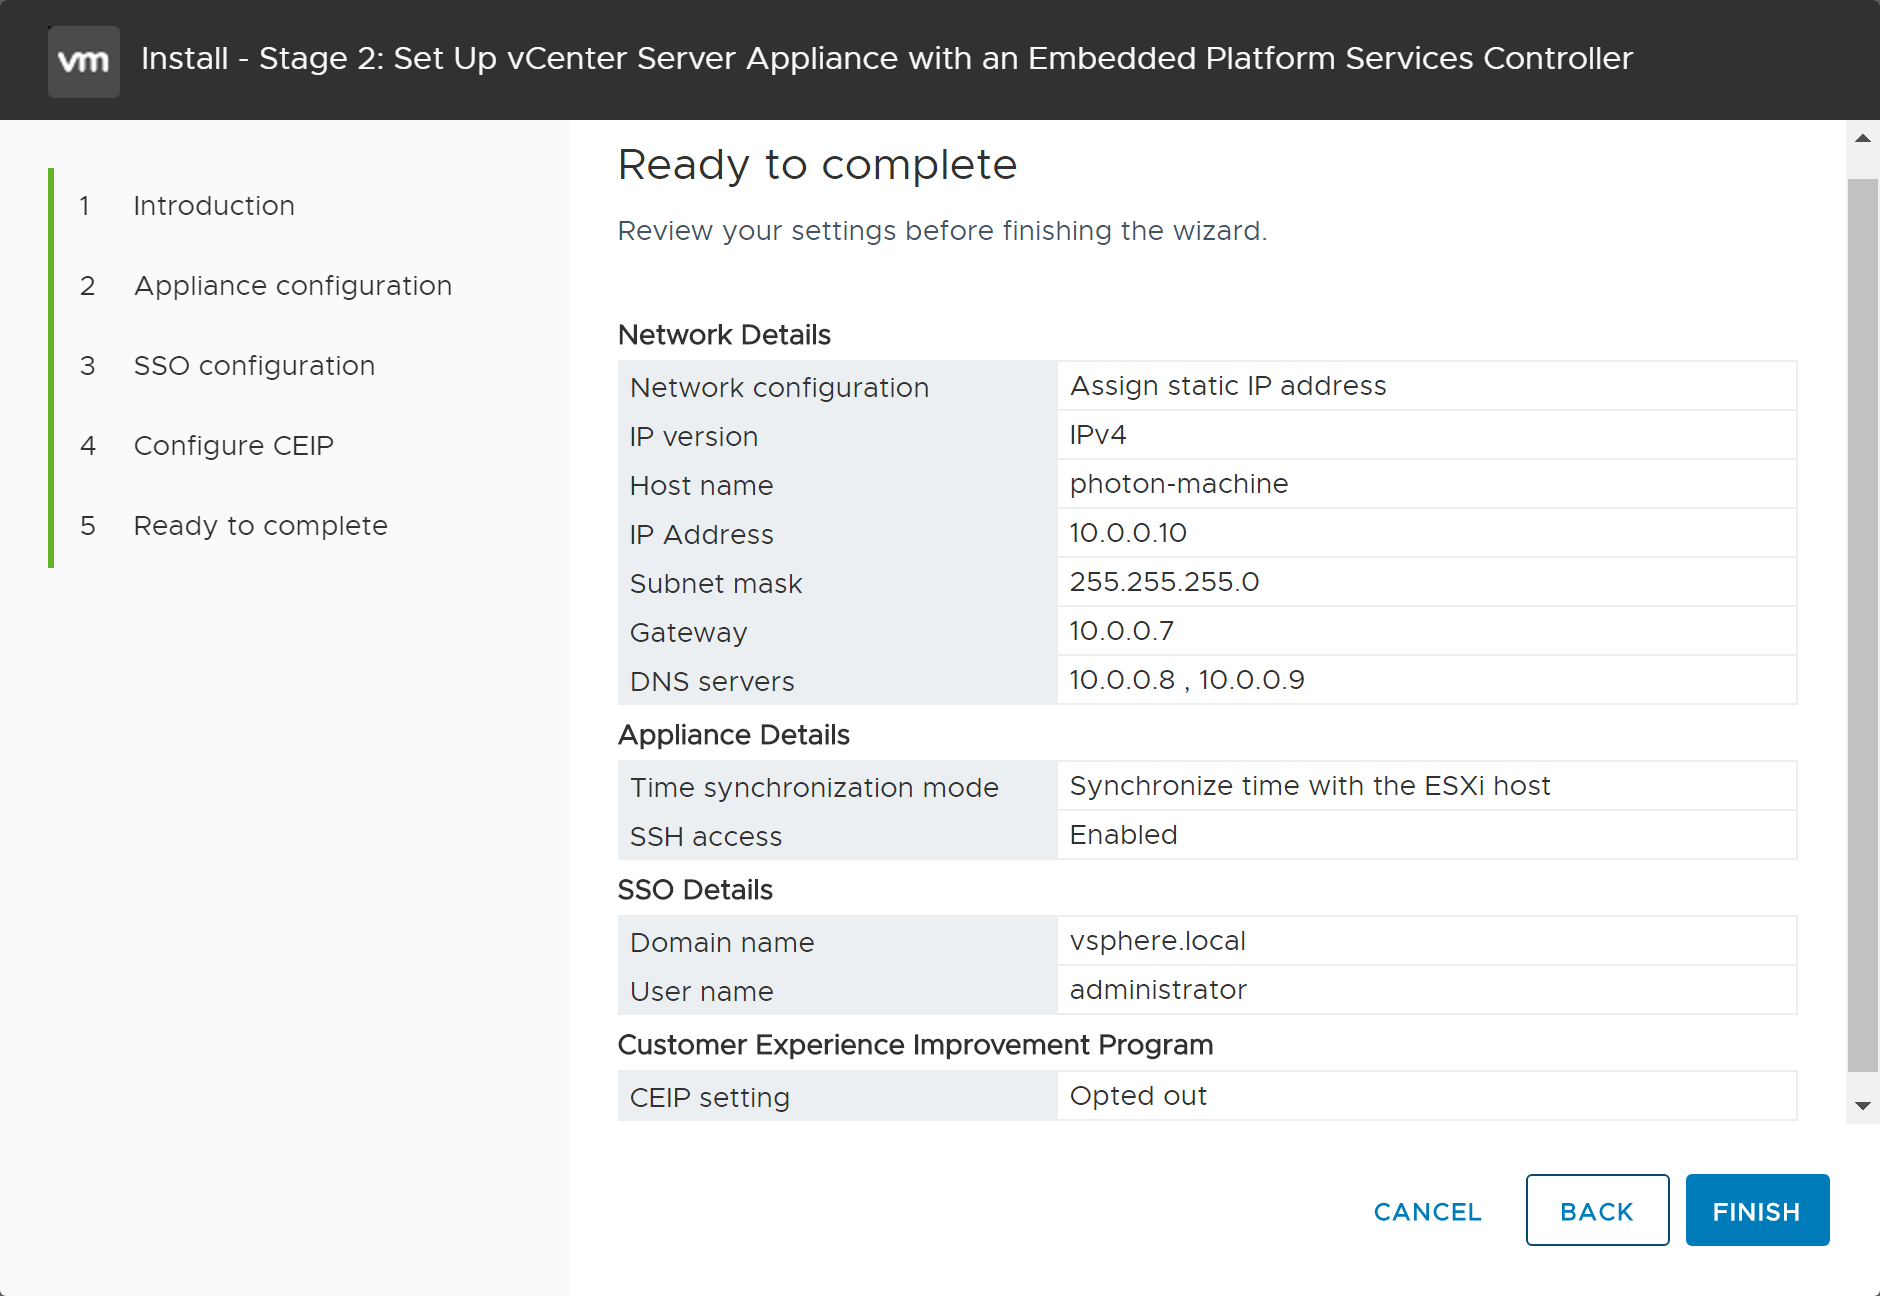 vm Install - Stage 2: Set Up vCenter Server Appliance with an Embedded Platform Services Controller
1 Introduction
2 Appliance configuration
3 SSO configuration
4 Configure CEIP
5 Ready to complete
Ready to complete
Review your settings before finishing the wizard.
Network Details
Network configuration Assign static IP address
IP version IPv4
Host name photon-machine
IP Address 10.0.0.10
Subnet mask 255.255.255.0
Gateway 10.0.0.7
DNS servers 10.0.0.8 , 10.0.0.9
Appliance Details
Time synchronization mode Synchronize time with the ESXi host
SSH access Enabled
SSO Details
Domain name vsphere.local
User name administrator
Customer Experience Improvement Program
CEIP setting Opted out
CANCEL BACK FINISH